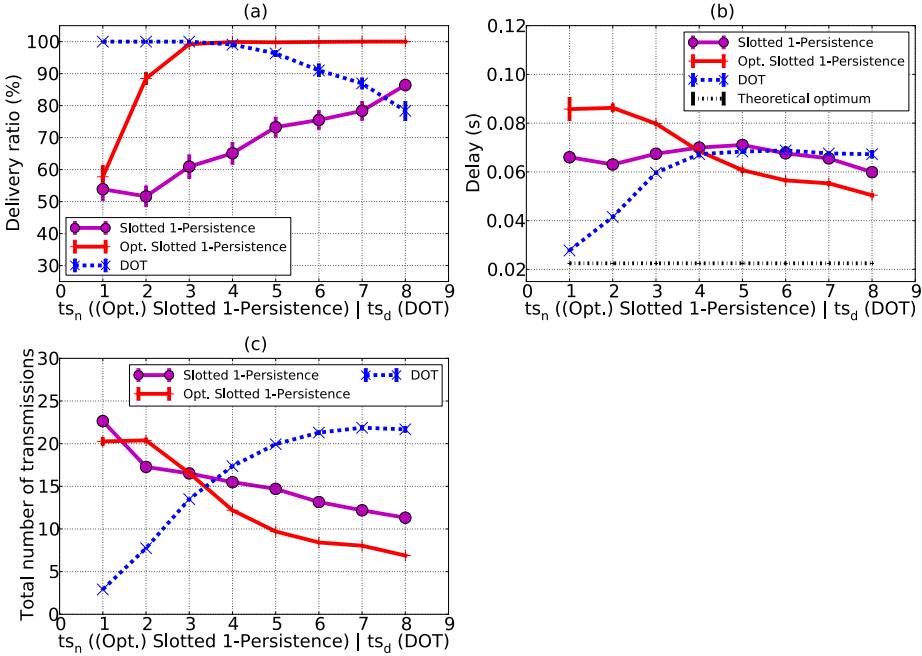 (a)
Delivery ratio (%)
100
90
80
70
60
50
40
30
Slotted 1-Persistence
Opt. Slotted 1-Persistence
DOT
0 1 2 3 4 5 6 7 8 9
ts_n ((Opt.) Slotted 1-Persistence) | ts_d (DOT)
(b)
Delay (s)
0.12
0.10
0.08
0.06
0.04
0.02
Slotted 1-Persistence
Opt. Slotted 1-Persistence
DOT
Theoretical optimum
0 1 2 3 4 5 6 7 8 9
ts_n ((Opt.) Slotted 1-Persistence) | ts_d (DOT)
(c)
Total number of transmissions
30
25
20
15
10
5
0
Slotted 1-Persistence
Opt. Slotted 1-Persistence
DOT
0 1 2 3 4 5 6 7 8 9
ts_n ((Opt.) Slotted 1-Persistence) | ts_d (DOT)